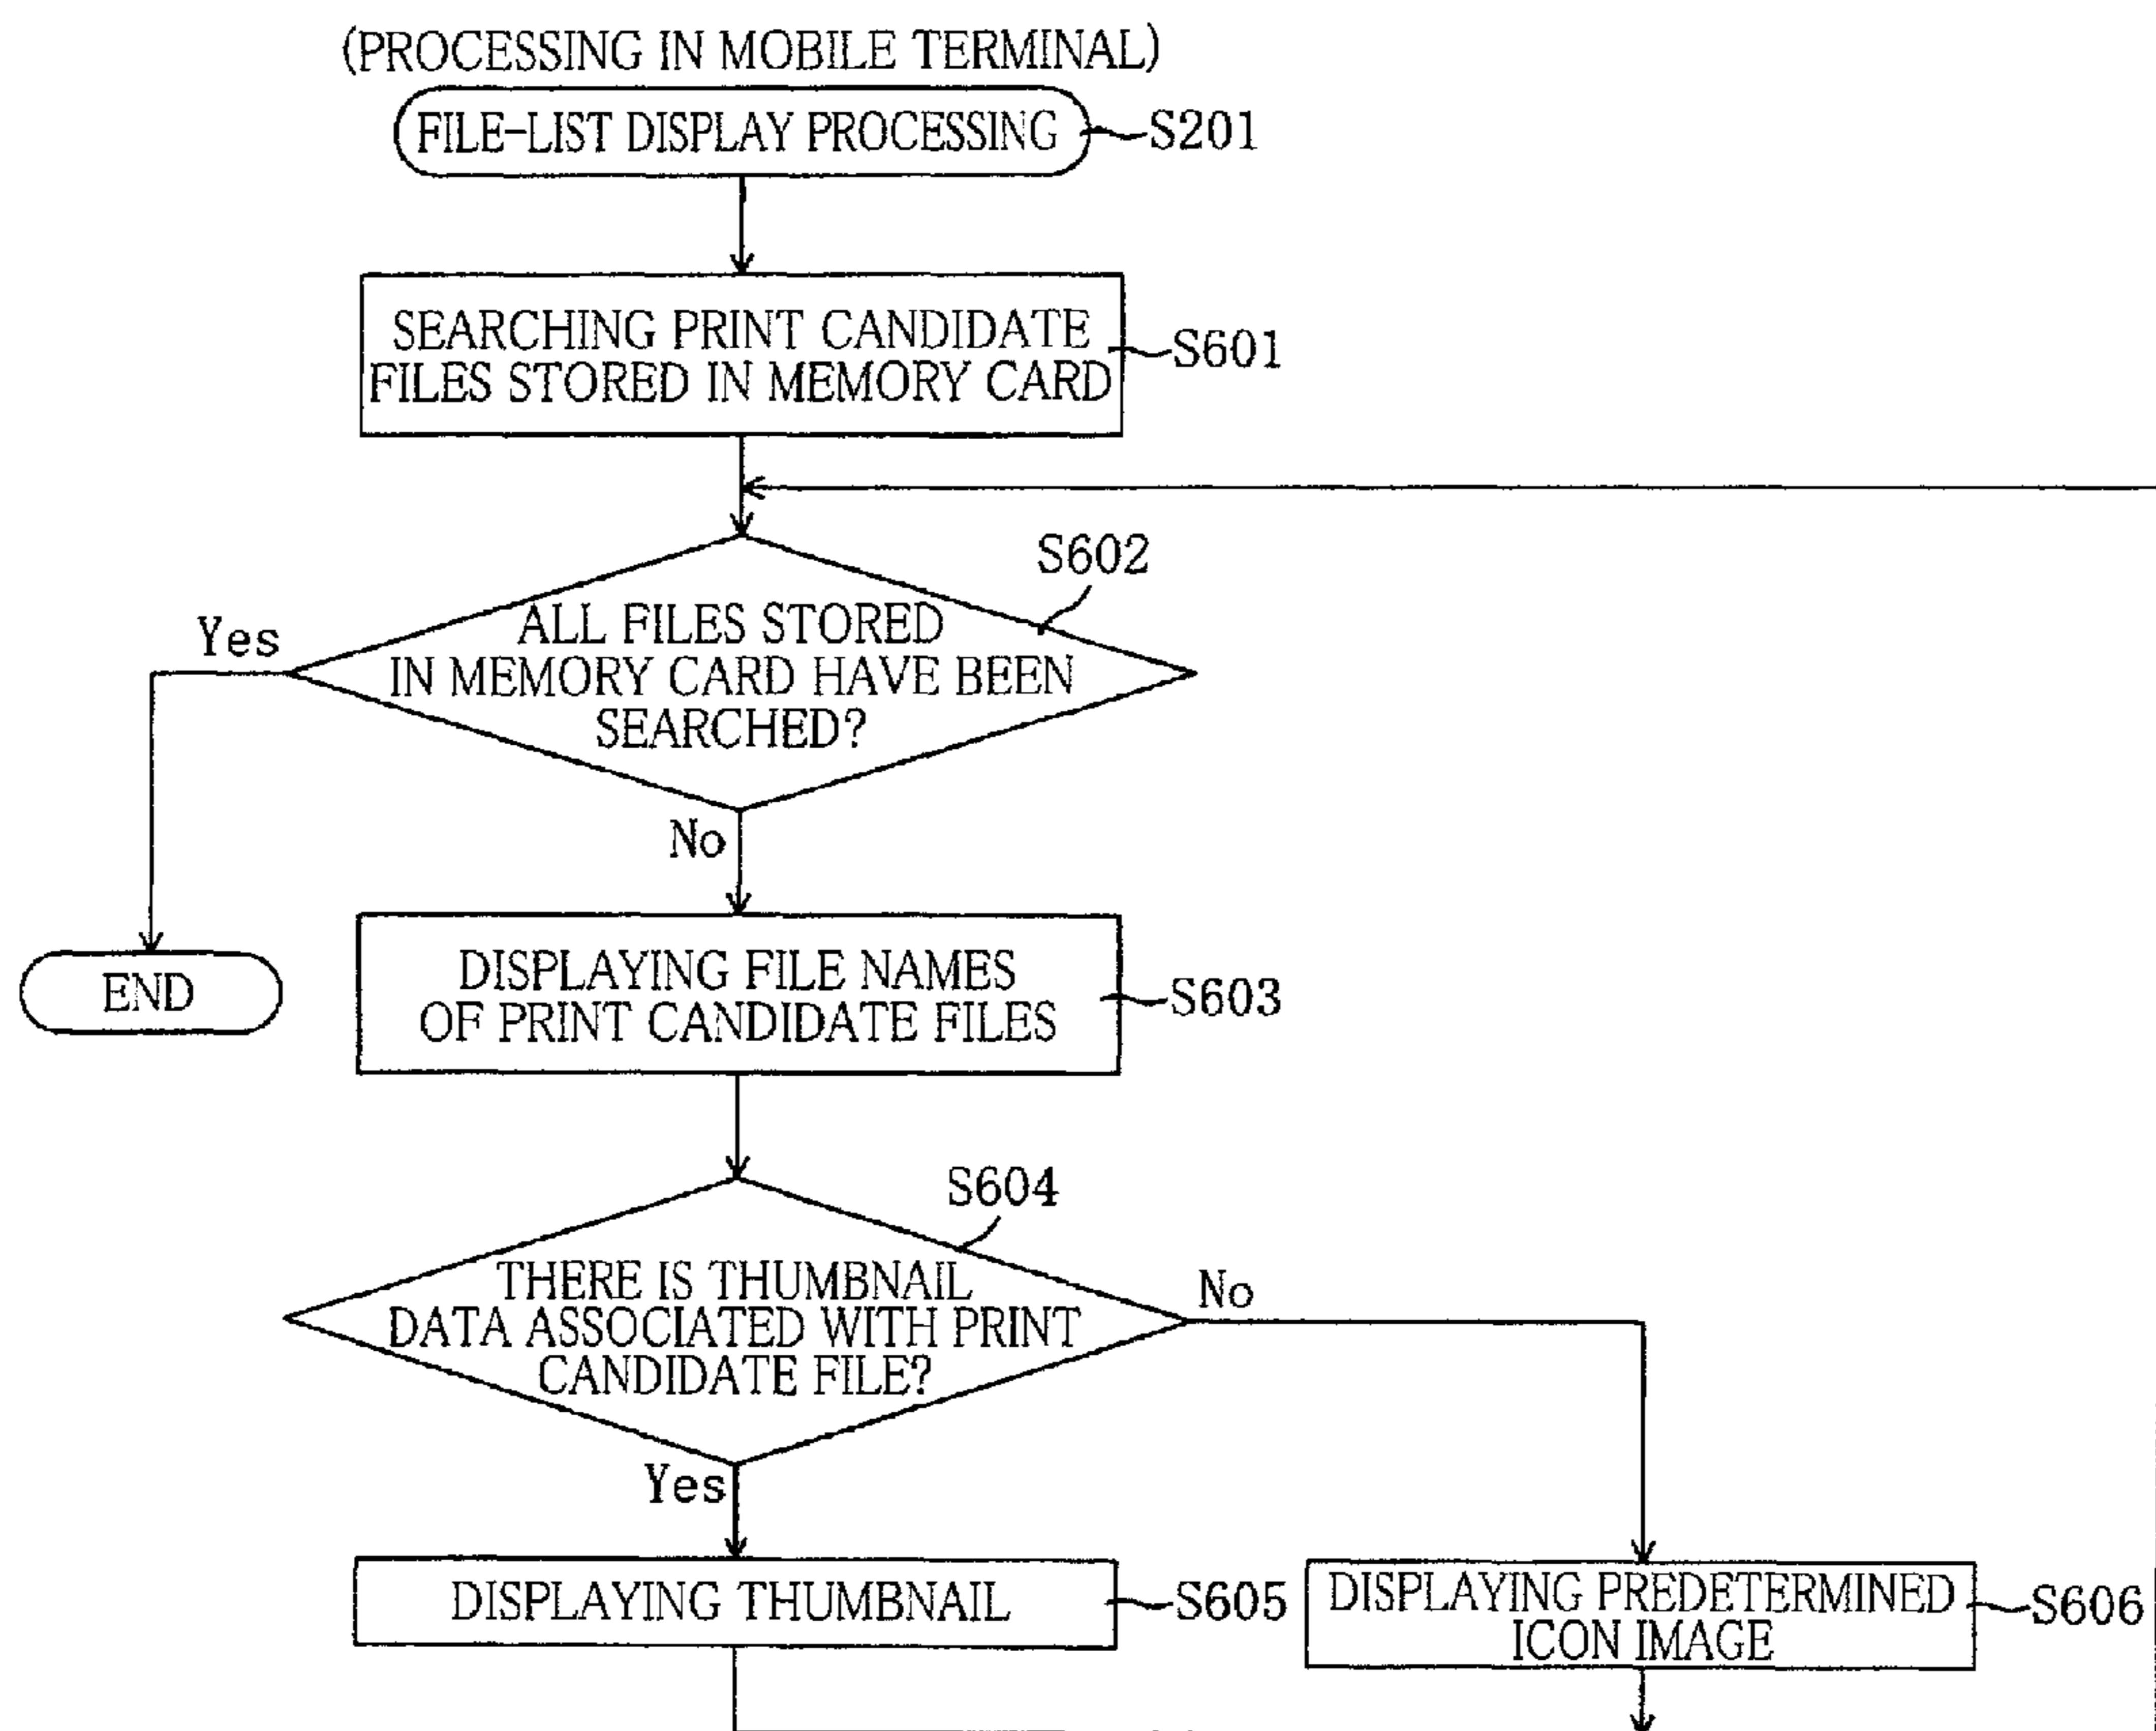 (PROCESSING IN MOBILE TERMINAL)
FILE-LIST DISPLAY PROCESSING
S201
SEARCHING PRINT CANDIDATE
FILES STORED IN MEMORY CARD
S601
S602
ALL FILES STORED
IN MEMORY CARD HAVE BEEN
SEARCHED?
Yes
No
END
DISPLAYING FILE NAMES
OF PRINT CANDIDATE FILES
S603
S604
THERE IS THUMBNAIL
DATA ASSOCIATED WITH PRINT
CANDIDATE FILE?
No
Yes
DISPLAYING THUMBNAIL
S605
DISPLAYING PREDETERMINED
ICON IMAGE
S606